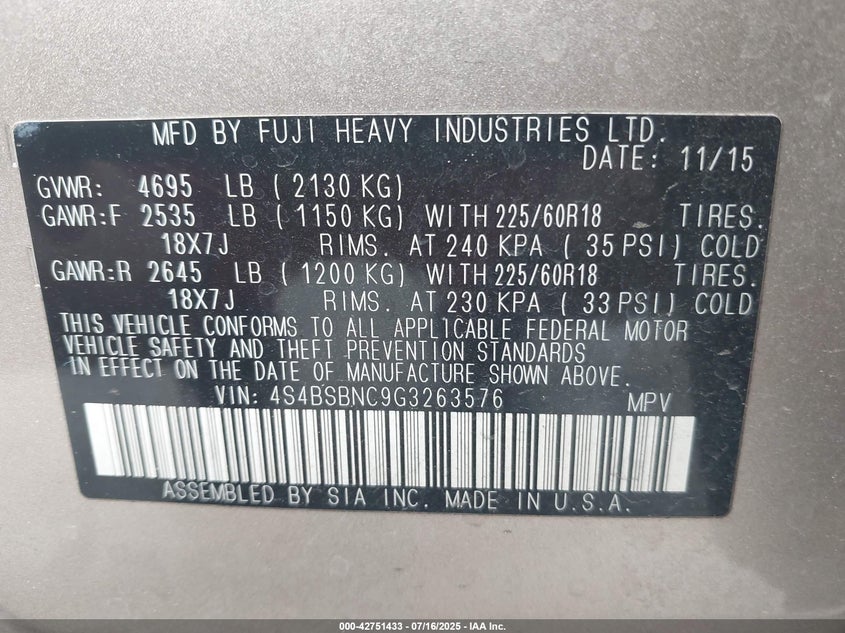 MFD BY FUJI HEAVY INDUSTRIES LTD.
DATE: 11/15
GVWR: 4695 LB ( 2130 KG)
GAWR:F 2535 LB ( 1150 KG) WITH 225/60R18 TIRES.
18X7J RIMS. AT 240 KPA ( 35 PSI) COLD
GAWR:R 2645 LB ( 1200 KG) WITH 225/60R18 TIRES.
18X7J RIMS. AT 230 KPA ( 33 PSI) COLD
THIS VEHICLE CONFORMS TO ALL APPLICABLE FEDERAL MOTOR
VEHICLE SAFETY AND THEFT PREVENTION STANDARDS
IN EFFECT ON THE DATE OF MANUFACTURE SHOWN ABOVE.
VIN: 4S4BSBNC9G3263576 MPV
ASSEMBLED BY SIA INC. MADE IN U.S.A.
000-42751433 - 07/16/2025 - IAA Inc.